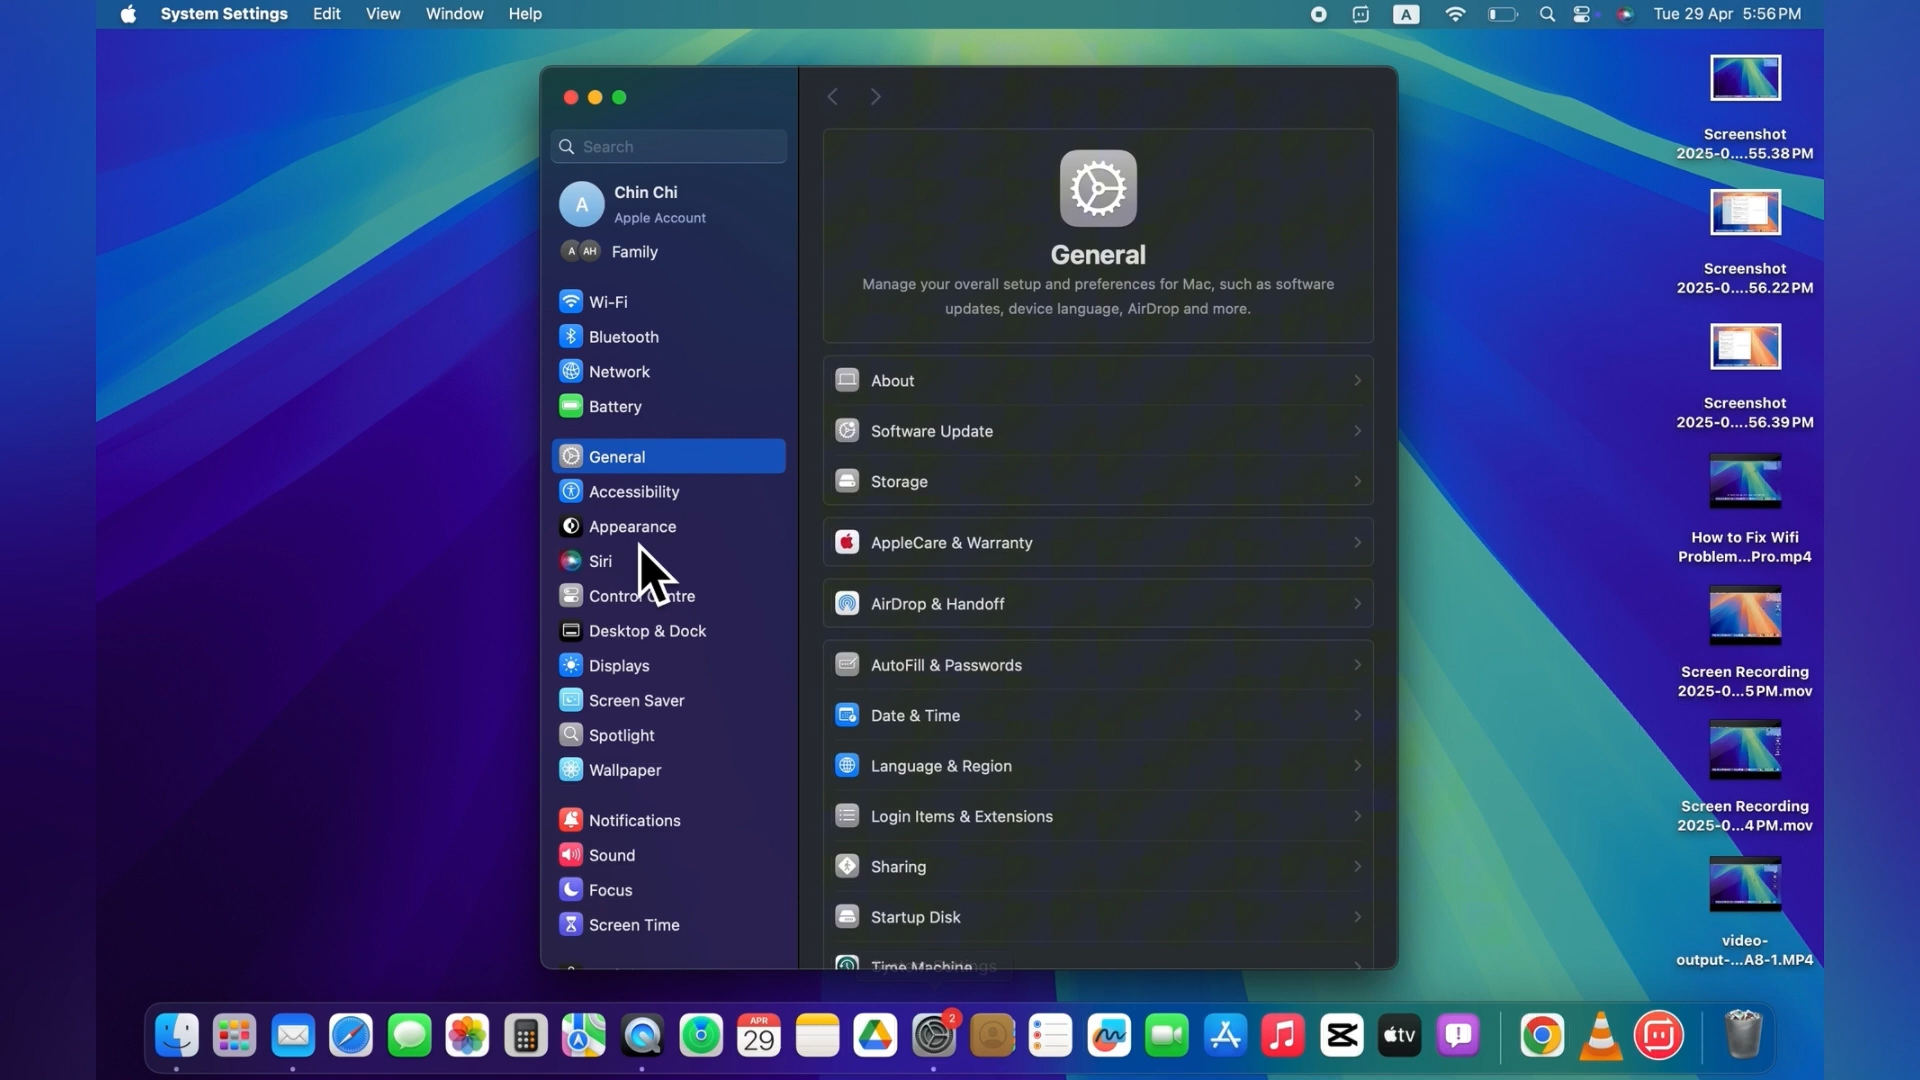 System Settings Edit View Window Help
A
Tue 29 Apr 5:56 PM
Search
A
Chin Chi
Apple Account
A AH Family
Wi-Fi
Bluetooth
Network
Battery
General
Accessibility
Appearance
Siri
Desktop & Dock
Displays
Screen Saver
Spotlight
Wallpaper
Notifications
Sound
Focus
Screen Time
General
Manage your overall setup and preferences for Mac, such as software
updates, device language, AirDrop and more.
About
Software Update
Storage
AppleCare & Warranty
AirDrop & Handoff
AutoFill & Passwords
Date & Time
Language & Region
Login Items & Extensions
Sharing
Startup Disk
Time Machine
Screenshot
2025-0....55.38 PM
Screenshot
2025-0....56.22 PM
Screenshot
2025-0....56.39 PM
How to Fix Wifi
Problem...Pro.mp4
Screen Recording
2025-0...5 PM.mov
Screen Recording
2025-0...4 PM.mov
video-
output-...A8-1.MP4
APR
29
2
tv